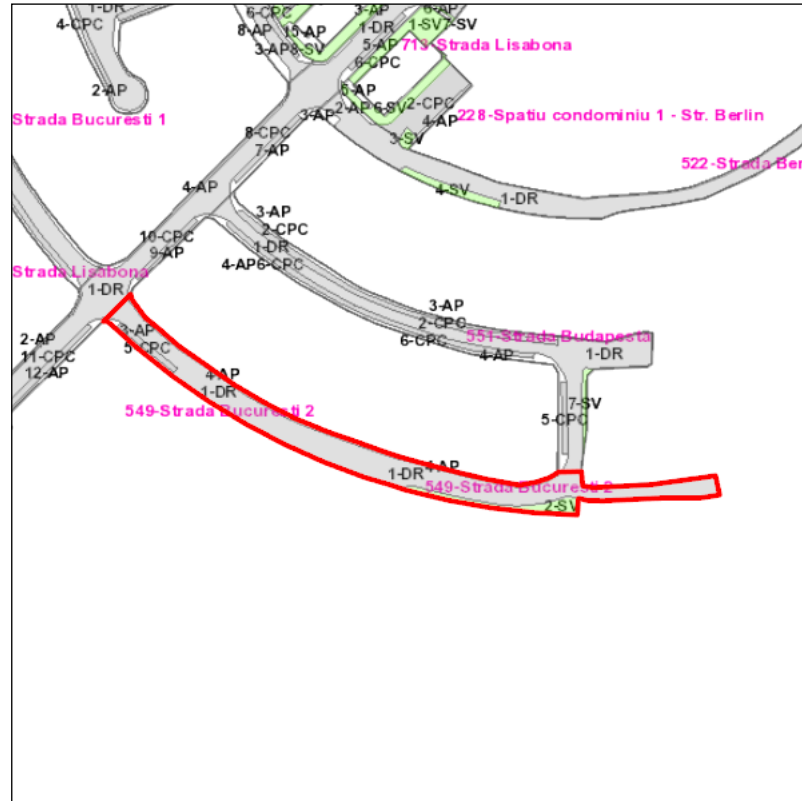 1-DR
4-CPC
2-AP
Strada Bucuresti 1
6-CPC
8-AP
15-AP
3-AP
8-SV
3-AP
1-DR
5-AP
6-CPC
6-AP
1-SV
7-SV
713-Strada Lisabona
2-AP
6-SV
2-CPC
4-AP
3-AP
3-SV
228-Spatiu condominiu 1 - Str. Berlin
522-Strada Ber
8-CPC
7-AP
4-AP
4-SV
1-DR
10-CPC
9-AP
3-AP
2-CPC
1-DR
4-AP
6-CPC
Strada Lisabona
1-DR
3-AP
2-CPC
6-CPC
4-AP
551-Strada Budapesta
1-DR
2-AP
11-CPC
12-AP
5-CPC
4-AP
1-DR
549-Strada Bucuresti 2
7-SV
5-CPC
4-AP
1-DR
549-Strada Bucuresti 2
2-SV